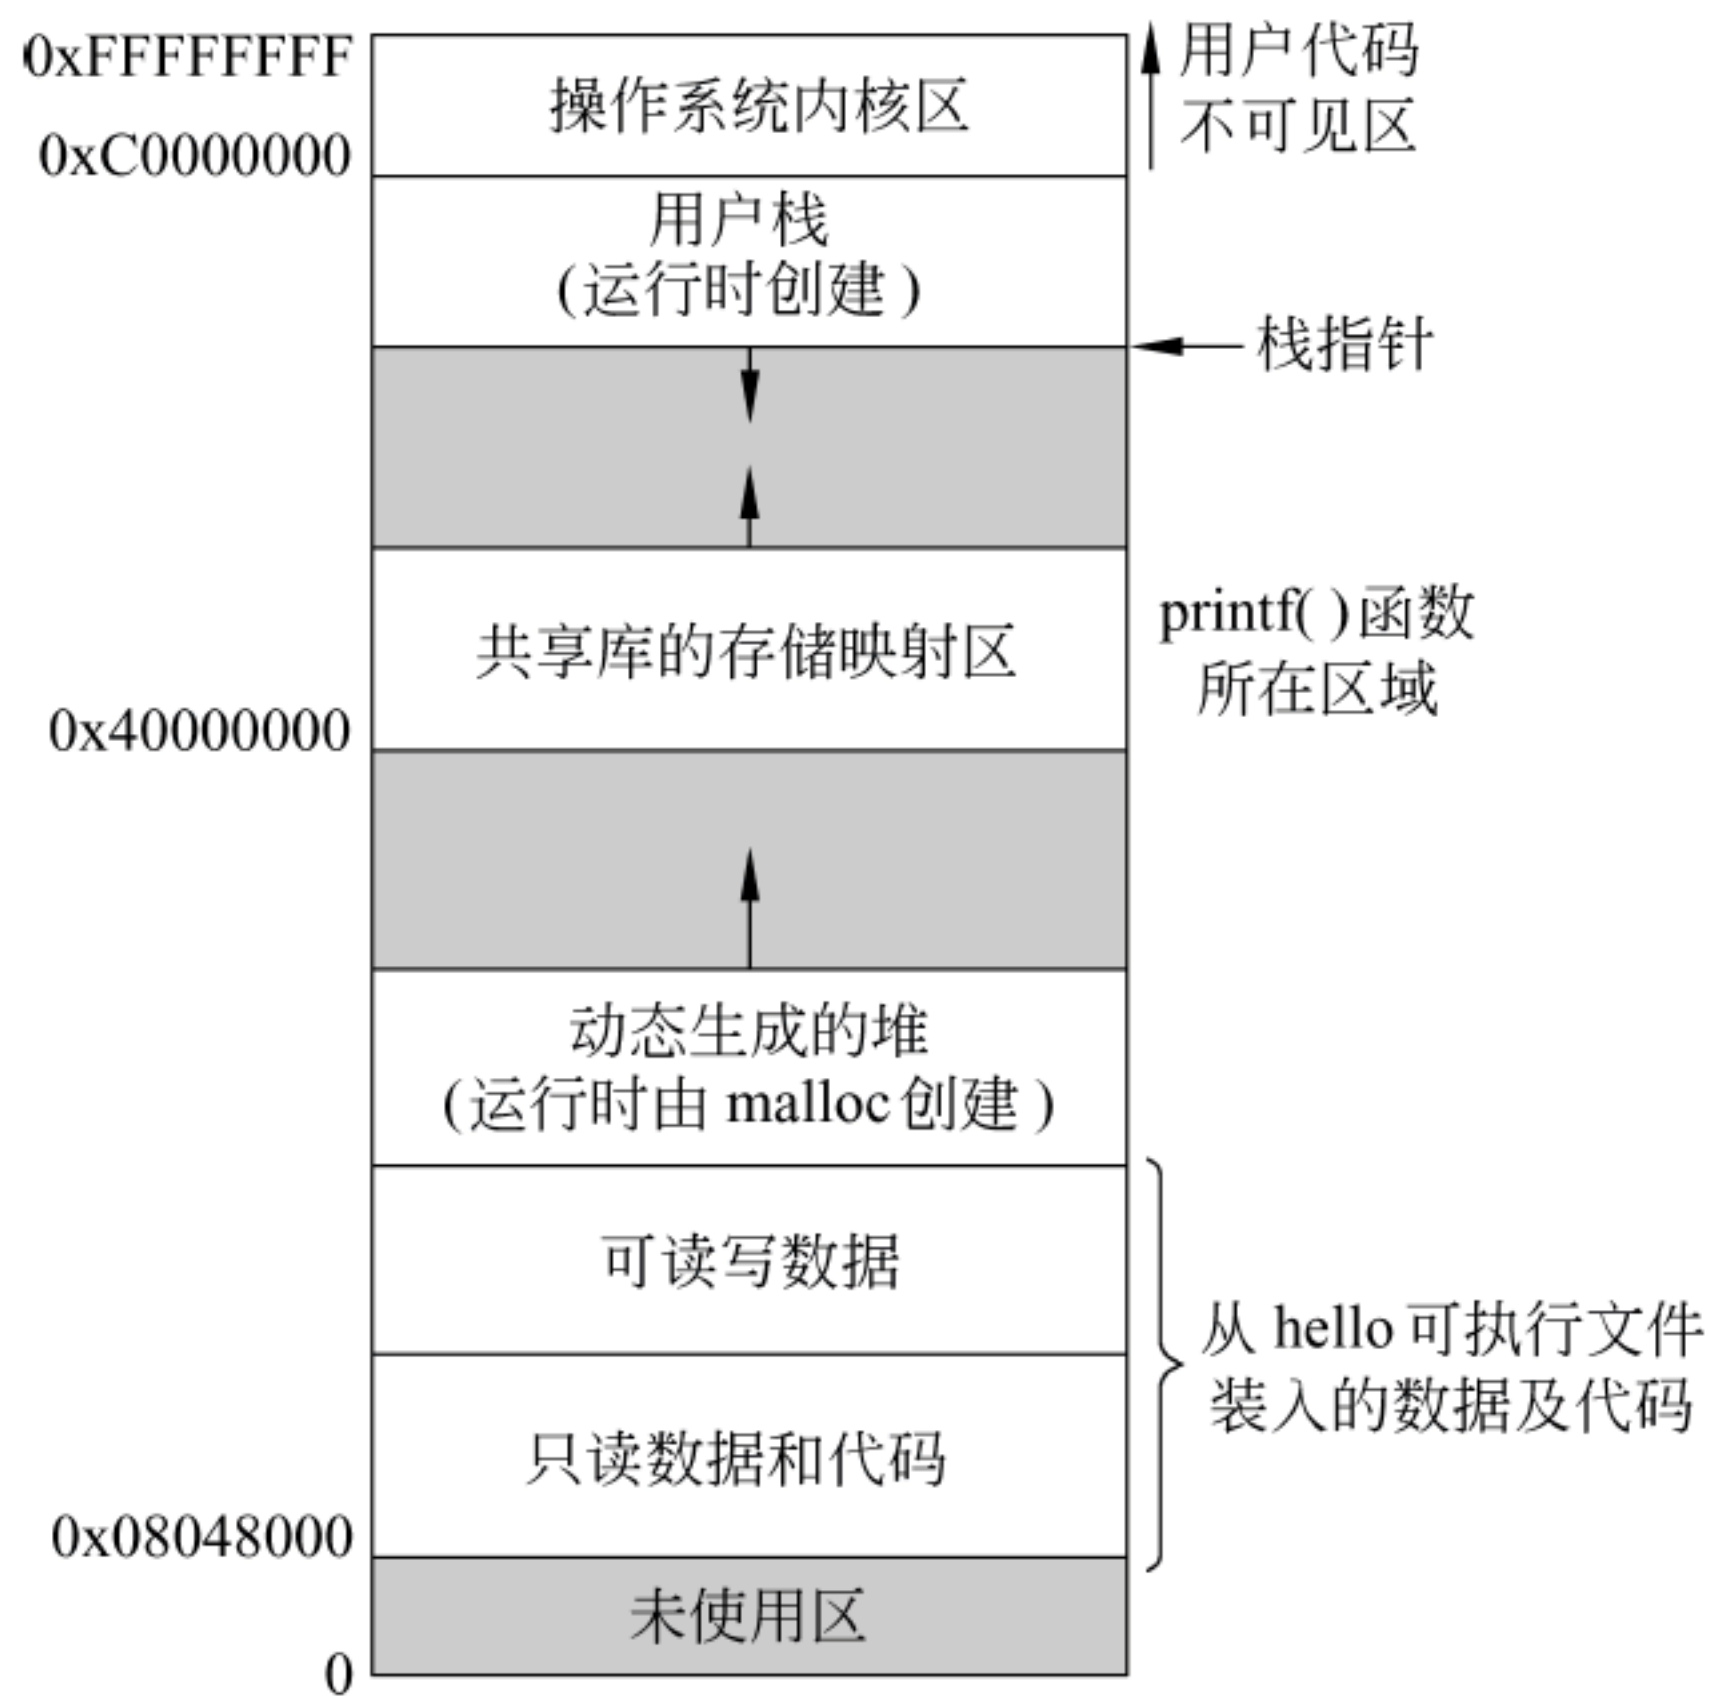 0xFFFFFFFF
操作系统内核区
用户代码
不可见区
0xC0000000
用户栈
(运行时创建)
栈指针
共享库的存储映射区
printf( )函数
所在区域
0x40000000
动态生成的堆
(运行时由 malloc 创建)
可读写数据
从 hello 可执行文件
装入的数据及代码
只读数据和代码
0x08048000
未使用区
0